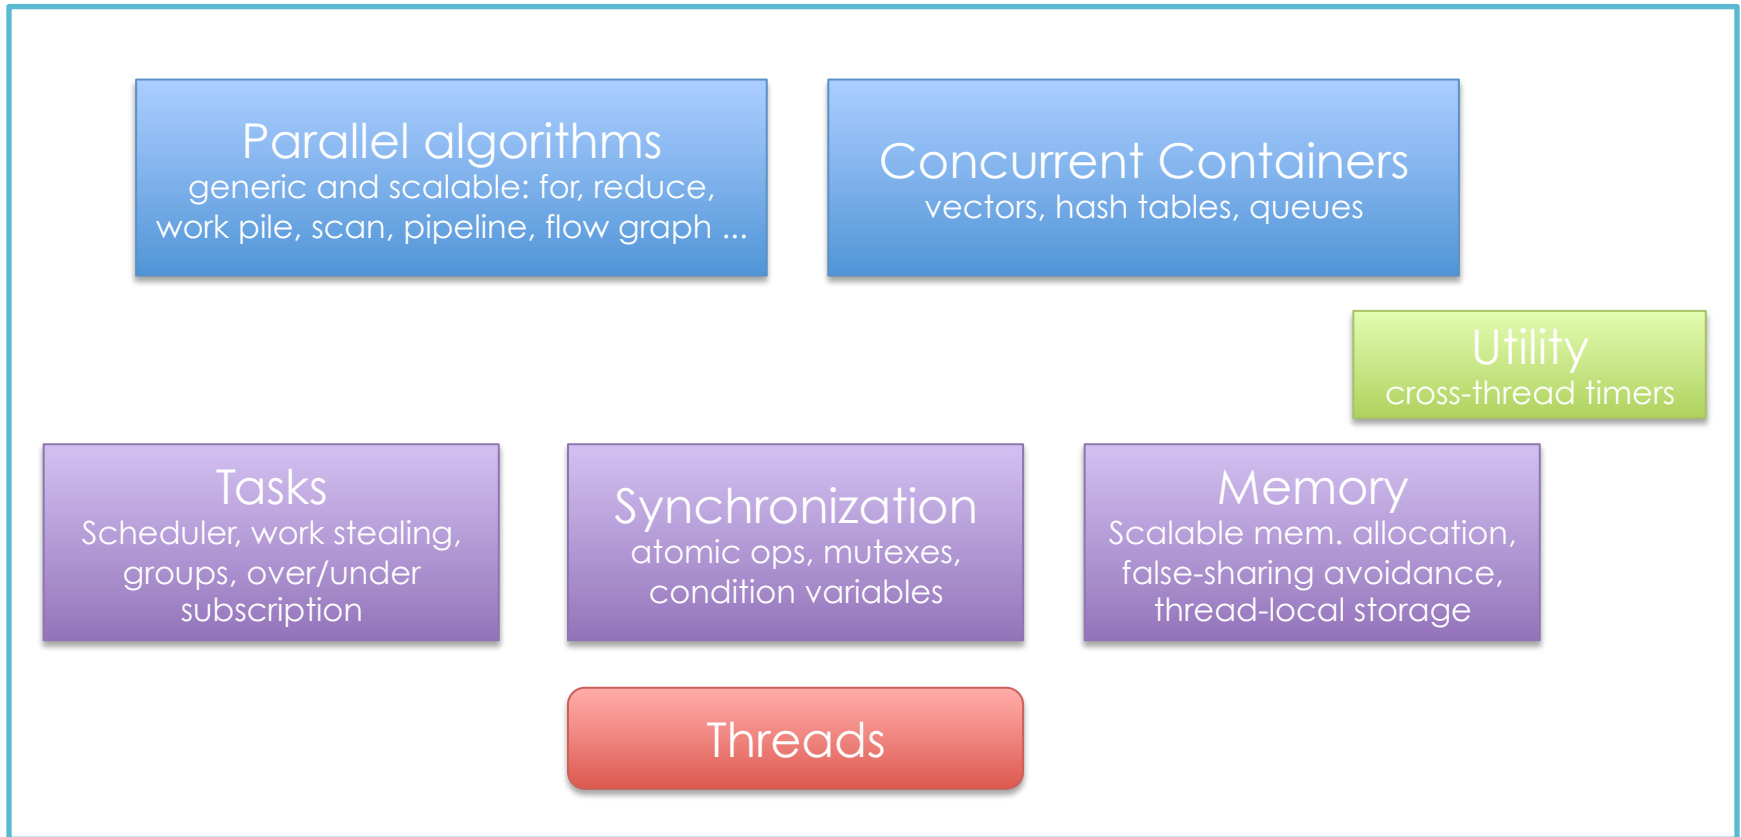 Parallel algorithms
generic and scalable: for, reduce,
work pile, scan, pipeline, flow graph ...
Concurrent Containers
vectors, hash tables, queues
Utility
cross-thread timers
Tasks
Scheduler, work stealing,
groups, over/under
subscription
Synchronization
atomic ops, mutexes,
condition variables
Memory
Scalable mem. allocation,
false-sharing avoidance,
thread-local storage
Threads